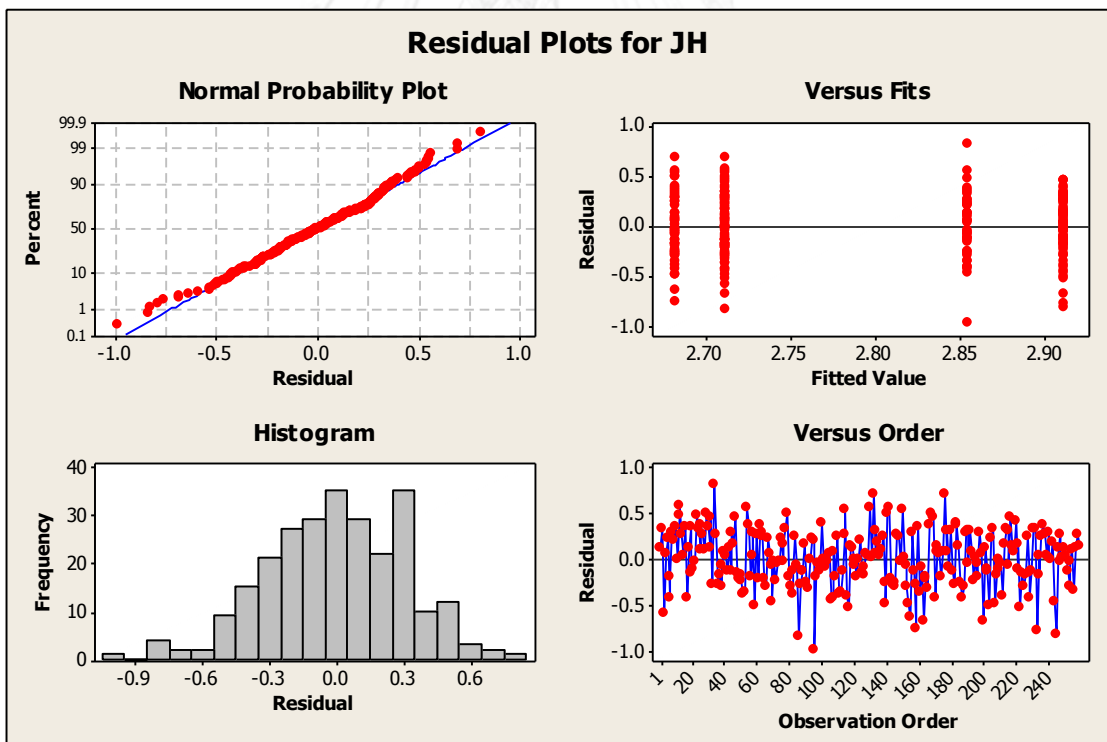 Residual Plots for JH
Normal Probability Plot
99.9
99
90
50
10
1
0.1
Percent
-1.0 -0.5 0.0 0.5 1.0
Residual
Versus Fits
1.0
0.5
0.0
-0.5
-1.0
Residual
2.70 2.75 2.80 2.85 2.90
Fitted Value
Histogram
40
30
20
10
0
Frequency
-0.9 -0.6 -0.3 0.0 0.3 0.6
Residual
Versus Order
1.0
0.5
0.0
-0.5
-1.0
Residual
1 20 40 60 80 100 120 140 160 180 200 220 240
Observation Order